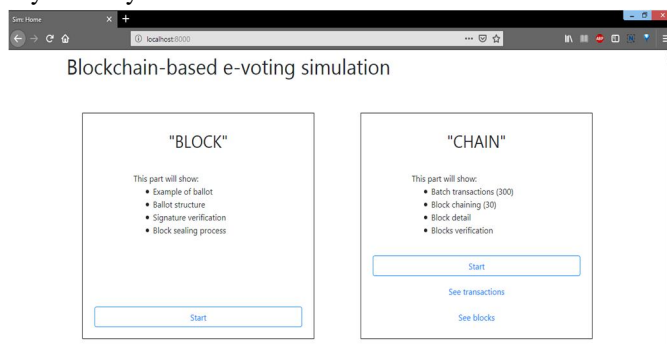 Sim: Home
localhost:8000
Blockchain-based e-voting simulation
"BLOCK"
This part will show:
• Example of ballot
• Ballot structure
• Signature verification
• Block sealing process
Start
"CHAIN"
This part will show:
• Batch transactions (300)
• Block chaining (30)
• Block detail
• Blocks verification
Start
See transactions
See blocks